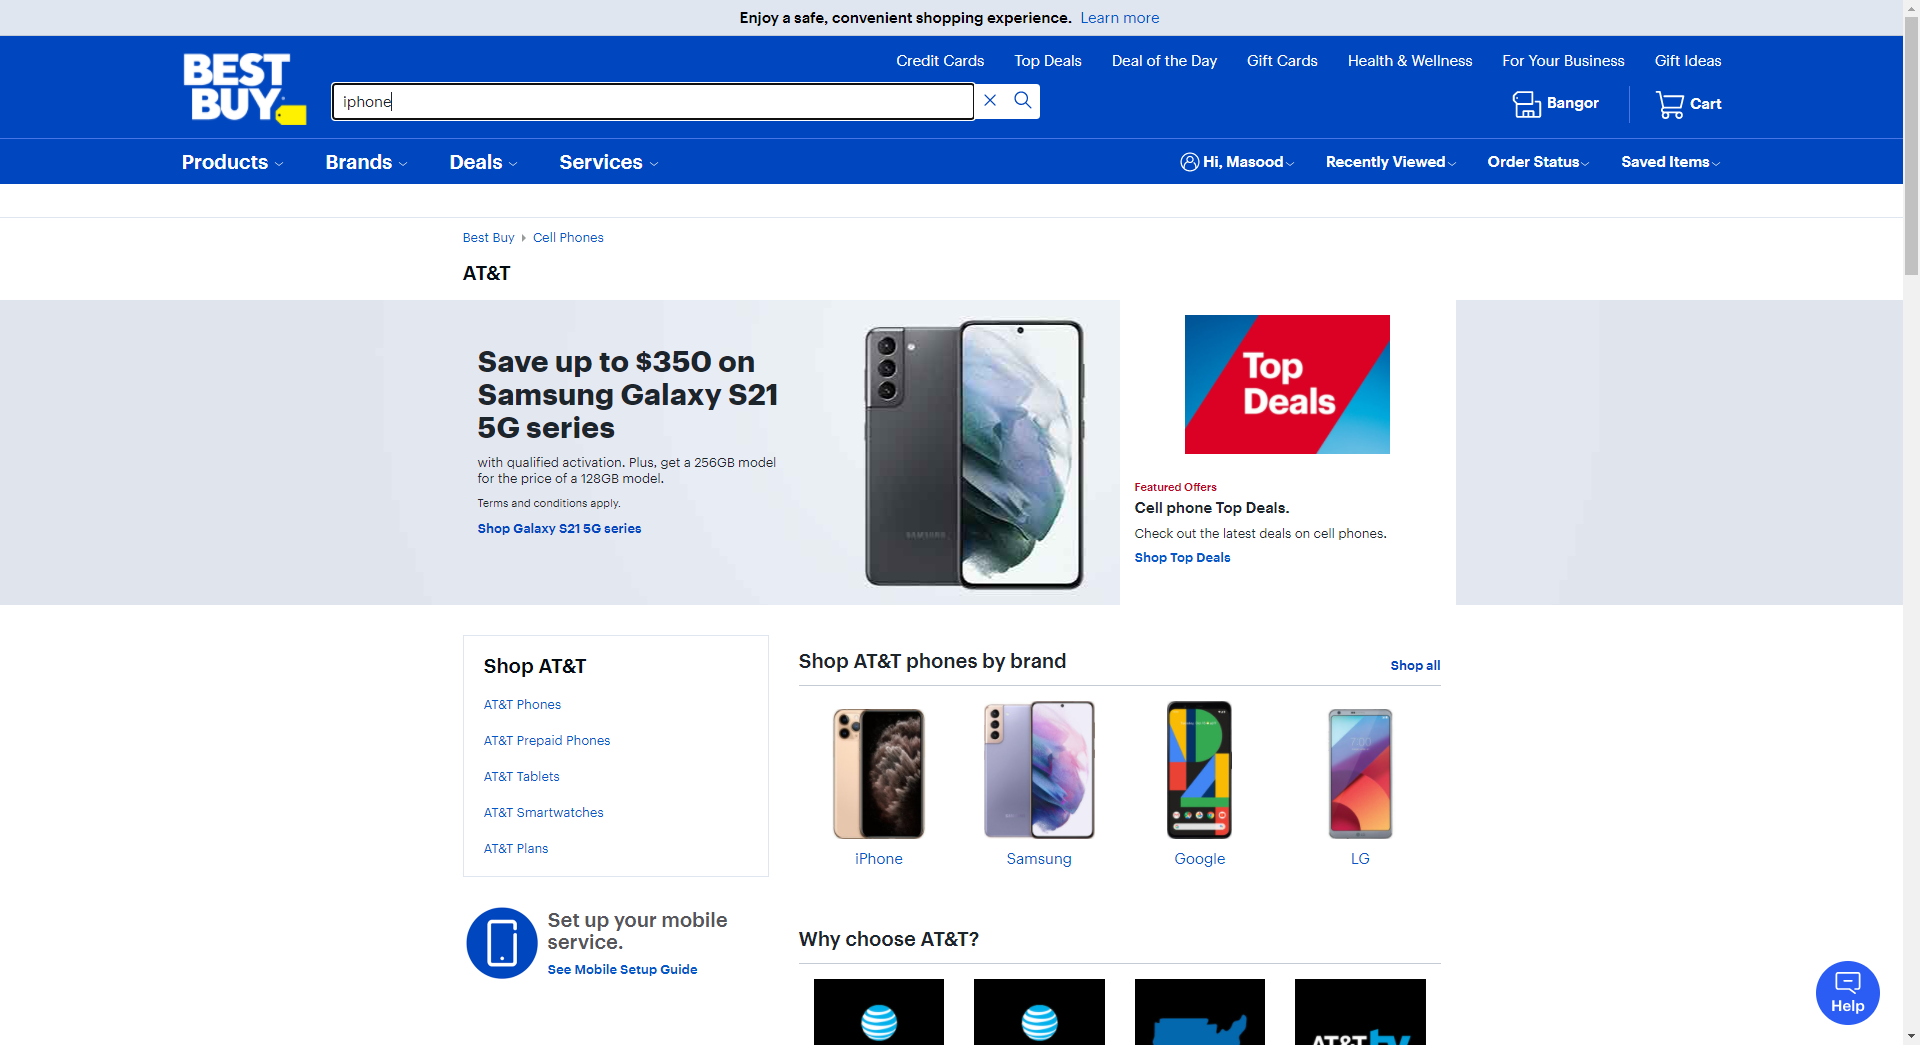 Enjoy a safe, convenient shopping experience. Learn more
Credit Cards Top Deals Deal of the Day Gift Cards Health & Wellness For Your Business Gift Ideas
BEST
BUY
iphone
Bangor Cart
Products Brands Deals Services Hi, Masood Recently Viewed Order Status Saved Items
Best Buy Cell Phones
AT&T
Save up to $350 on
Samsung Galaxy S21
5G series
with qualified activation. Plus, get a 256GB model
for the price of a 128GB model.
Terms and conditions apply.
Shop Galaxy S21 5G series
SAMSUNG
Top
Deals
Featured Offers
Cell phone Top Deals.
Check out the latest deals on cell phones.
Shop Top Deals
Shop AT&T
AT&T Phones
AT&T Prepaid Phones
AT&T Tablets
AT&T Smartwatches
AT&T Plans
Set up your mobile
service.
See Mobile Setup Guide
Shop AT&T phones by brand
Shop all
7:00
iPhone Samsung Google LG
Why choose AT&T?
AT&T tv
Help